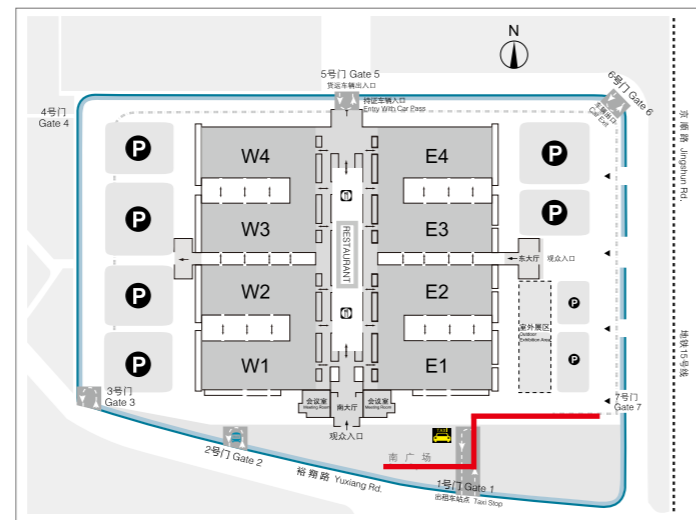 N
5号门 Gate 5
货运车辆出入口
持证车辆入口
Entry With Car Pass
6号门 Gate 6
车辆出口
Car Exit
4号门
Gate 4
京顺路 Jingshun Rd.
P
P
W4
E4
P
P
P
W3
RESTAURANT
E3
东大厅
观众入口
W2
E2
室外展区
Outdoor
Exhibition Area
P
P
P
地铁15号线
P
W1
E1
3号门
Gate 3
会议室
Meeting Room
南大厅
会议室
Meeting Room
7号门
Gate 7
观众入口
TAXI
2号门 Gate 2
南广场
裕翔路 Yuxiang Rd.
1号门 Gate 1
出租车站点 Taxi Stop